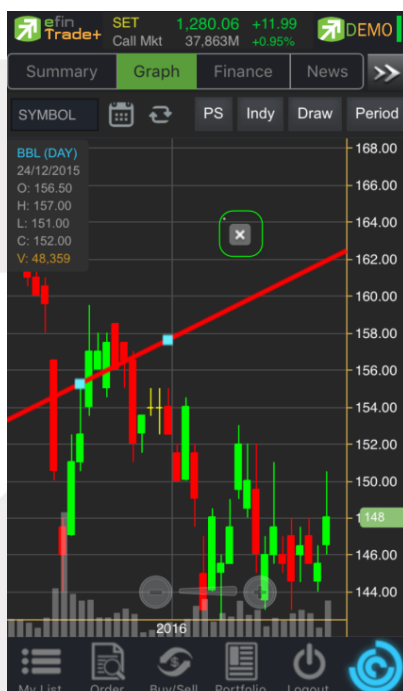 efin Trade+ SET 1,280.06 +11.99 DEMO
Call Mkt 37,863M +0.95%
Summary Graph Finance News >>
SYMBOL PS Indy Draw Period
BBL (DAY)
24/12/2015
O: 156.50
H: 157.00
L: 151.00
C: 152.00
V: 48,359
168.00
166.00
164.00
162.00
160.00
158.00
156.00
154.00
152.00
150.00
148
146.00
144.00
2016
My List Order Buy/Sell Portfolio Logout